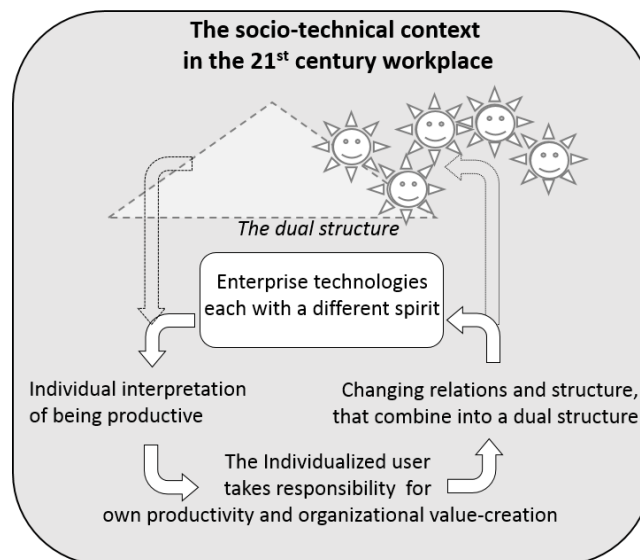 The socio-technical context
in the 21st century workplace
The dual structure
Enterprise technologies
each with a different spirit
Individual interpretation
of being productive
Changing relations and structure,
that combine into a dual structure
The Individualized user
takes responsibility for
own productivity and organizational value-creation